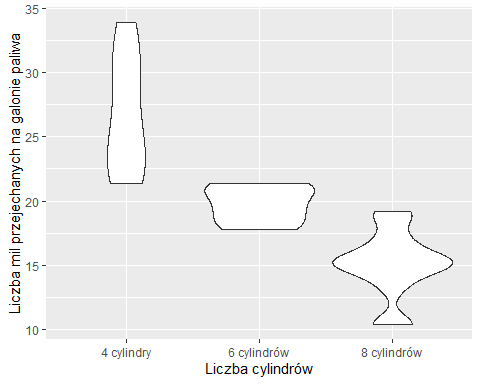 Liczba mil przejechanych na galonie paliwa
35
30
25
20
15
10
4 cylindry 6 cylindrów 8 cylindrów
Liczba cylindrów